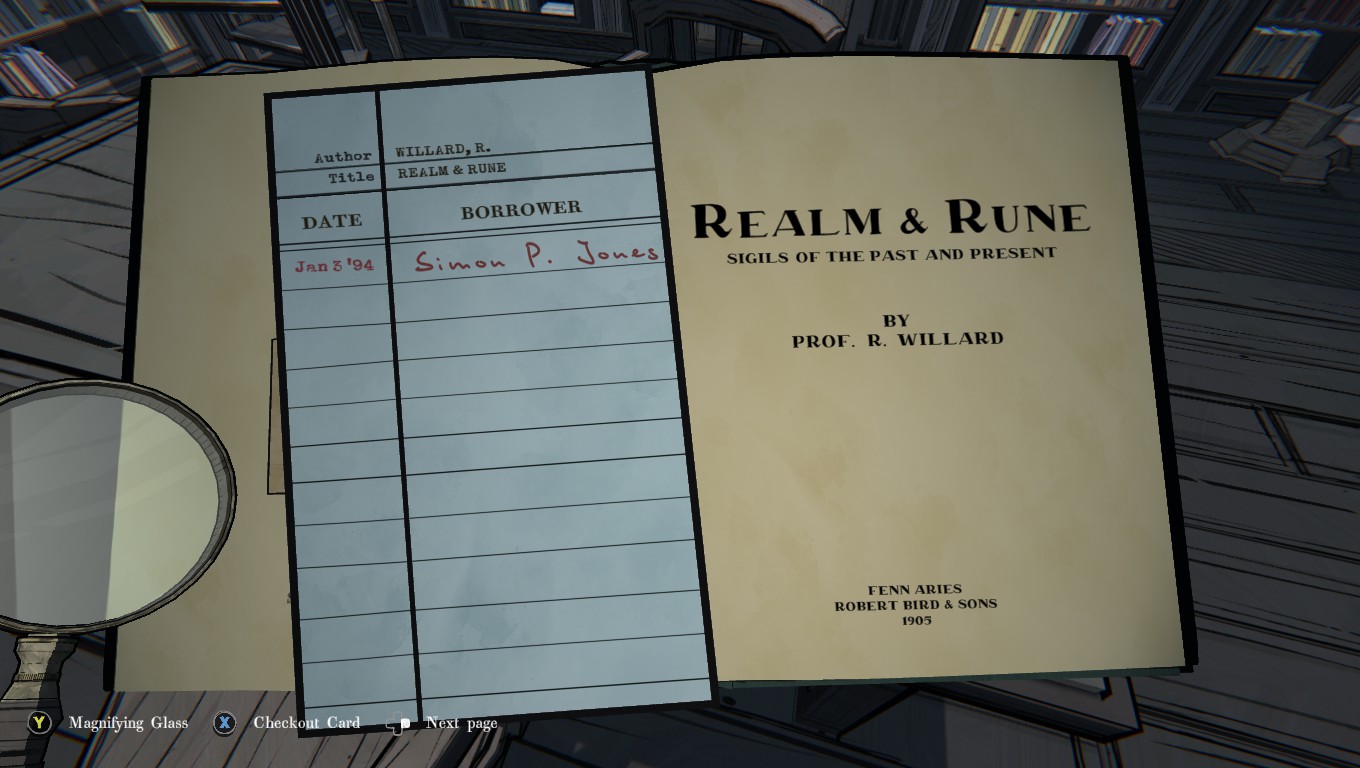 Author WILLARD, R.
Title REALM & RUNE
DATE BORROWER
Jan 3 '94 Simon P. Jones
REALM & RUNE
SIGILS OF THE PAST AND PRESENT
BY
PROF. R. WILLARD
FENN ARIES
ROBERT BIRD & SONS
1905
Y Magnifying Glass X Checkout Card Next page